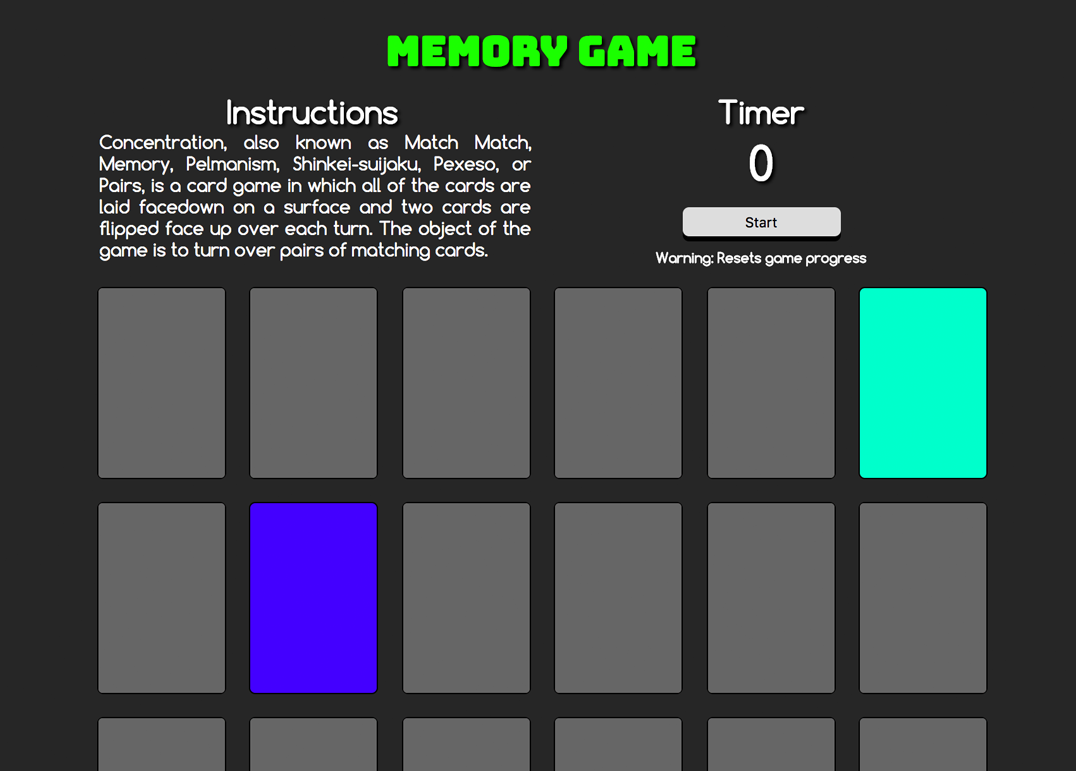 MEMORY GAME
Instructions
Concentration, also known as Match Match,
Memory, Pelmanism, Shinkei-suijaku, Pexeso, or
Pairs, is a card game in which all of the cards are
laid facedown on a surface and two cards are
flipped face up over each turn. The object of the
game is to turn over pairs of matching cards.
Timer
0
Start
Warning: Resets game progress